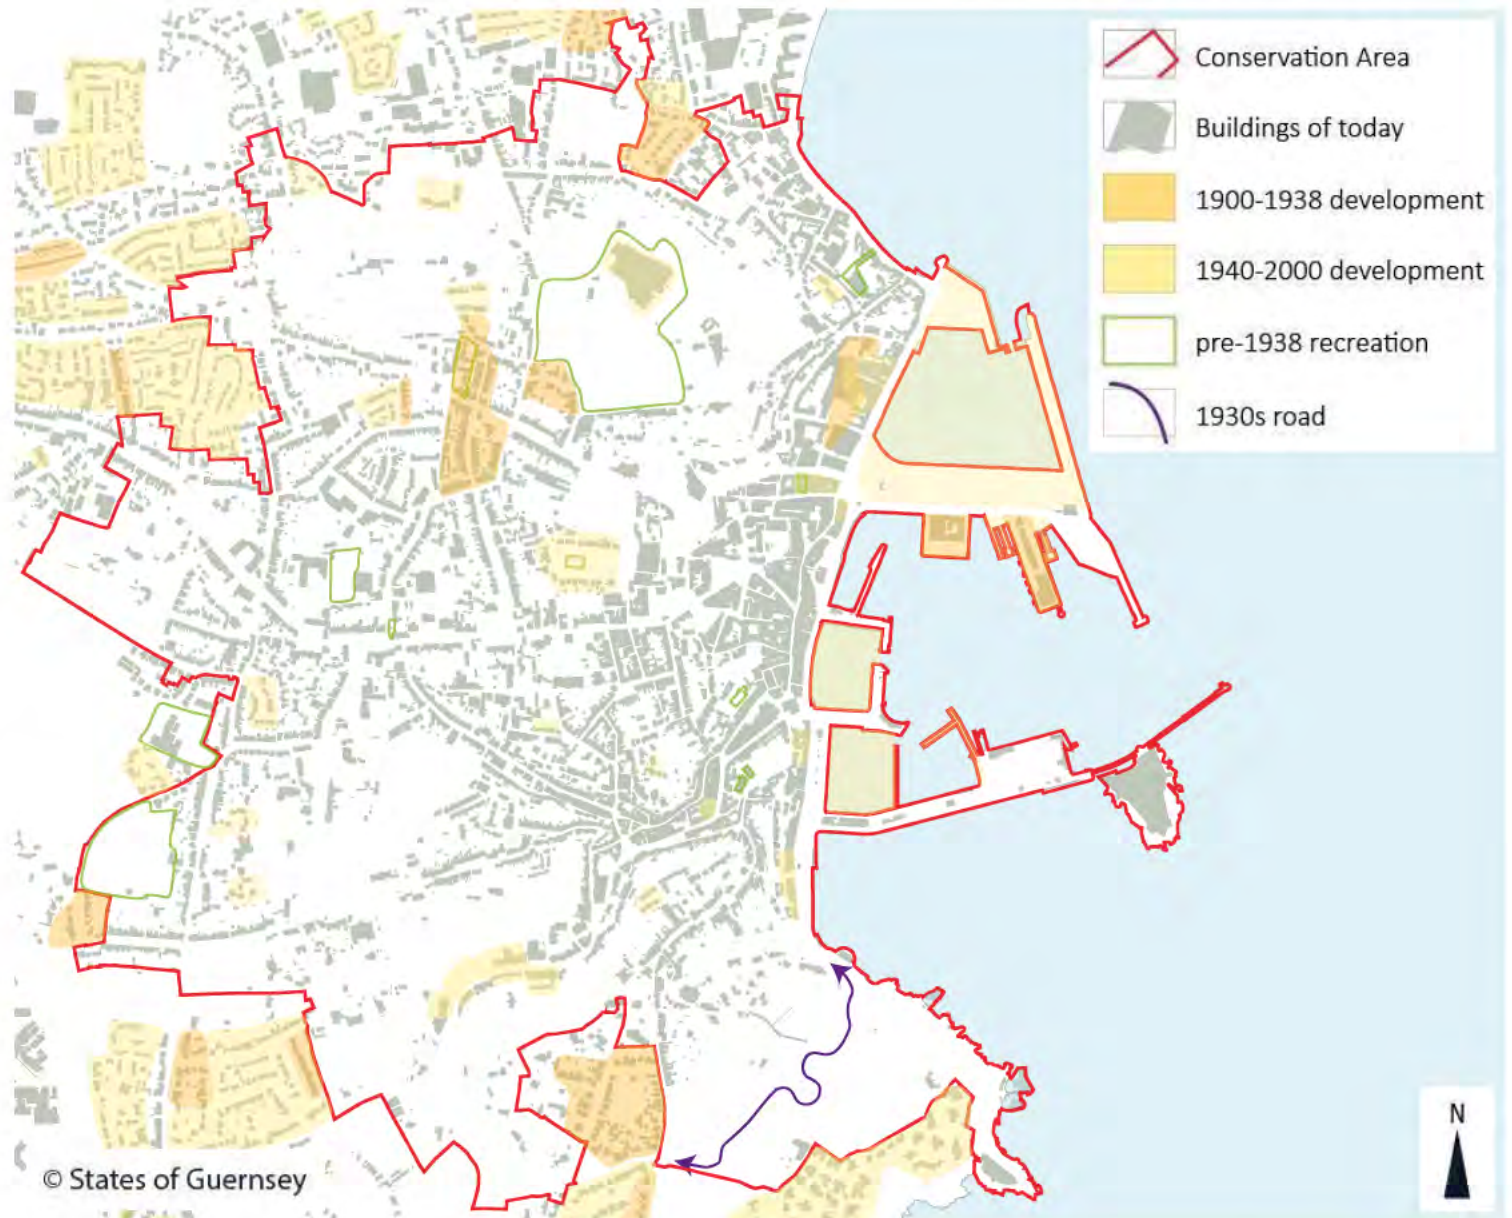 Conservation Area
Buildings of today
1900-1938 development
1940-2000 development
pre-1938 recreation
1930s road
N
© States of Guernsey